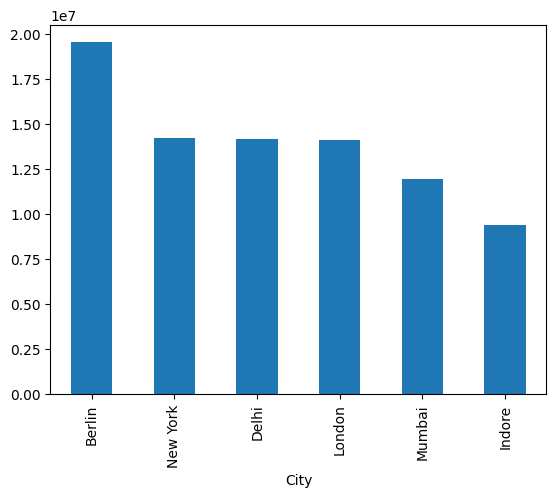 1e7
2.00
1.75
1.50
1.25
1.00
0.75
0.50
0.25
0.00
Berlin
New York
Delhi
London
Mumbai
Indore
City